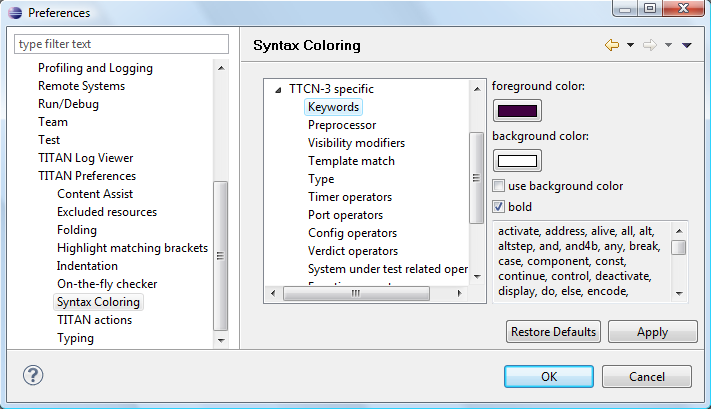 Preferences
type filter text
Profiling and Logging
Remote Systems
Run/Debug
Team
Test
TITAN Log Viewer
TITAN Preferences
Content Assist
Excluded resources
Folding
Highlight matching brackets
Indentation
On-the-fly checker
Syntax Coloring
TITAN actions
Typing
Syntax Coloring
TTCN-3 specific
Keywords
Preprocessor
Visibility modifiers
Template match
Type
Timer operators
Port operators
Config operators
Verdict operators
System under test related oper
foreground color:
background color:
use background color
bold
activate, address, alive, all, alt,
altstep, and, and4b, any, break,
case, component, const,
continue, control, deactivate,
display, do, else, encode,
Restore Defaults
Apply
OK
Cancel